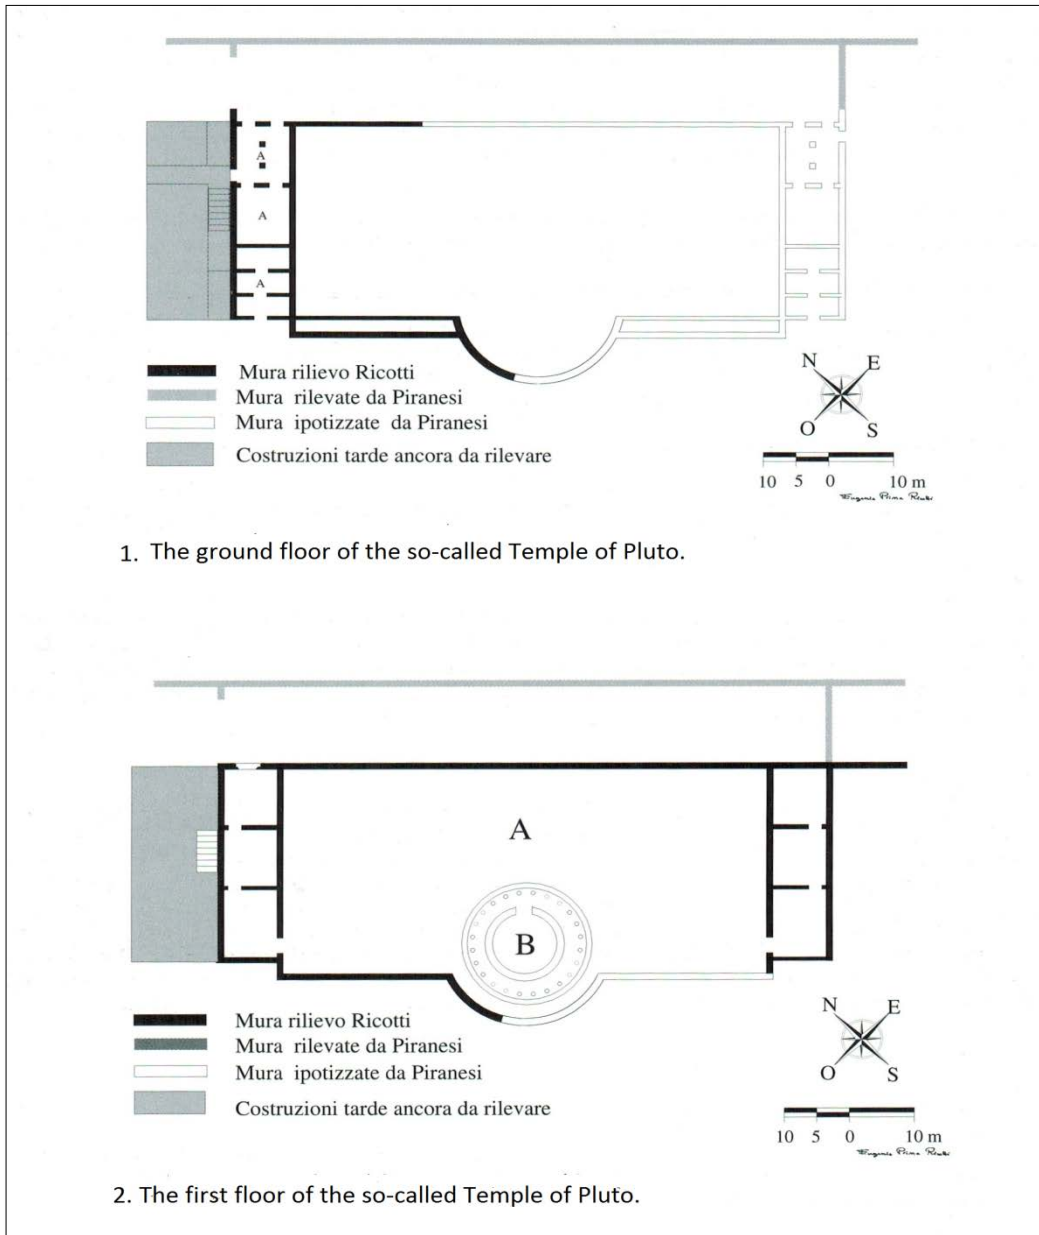 A
A
A
Mura rilievo Ricotti
Mura rilevate da Piranesi
Mura ipotizzate da Piranesi
Costruzioni tarde ancora da rilevare
N E
O S
10 5 0 10 m
1. The ground floor of the so-called Temple of Pluto.
A
B
Mura rilievo Ricotti
Mura rilevate da Piranesi
Mura ipotizzate da Piranesi
Costruzioni tarde ancora da rilevare
N E
O S
10 5 0 10 m
2. The first floor of the so-called Temple of Pluto.